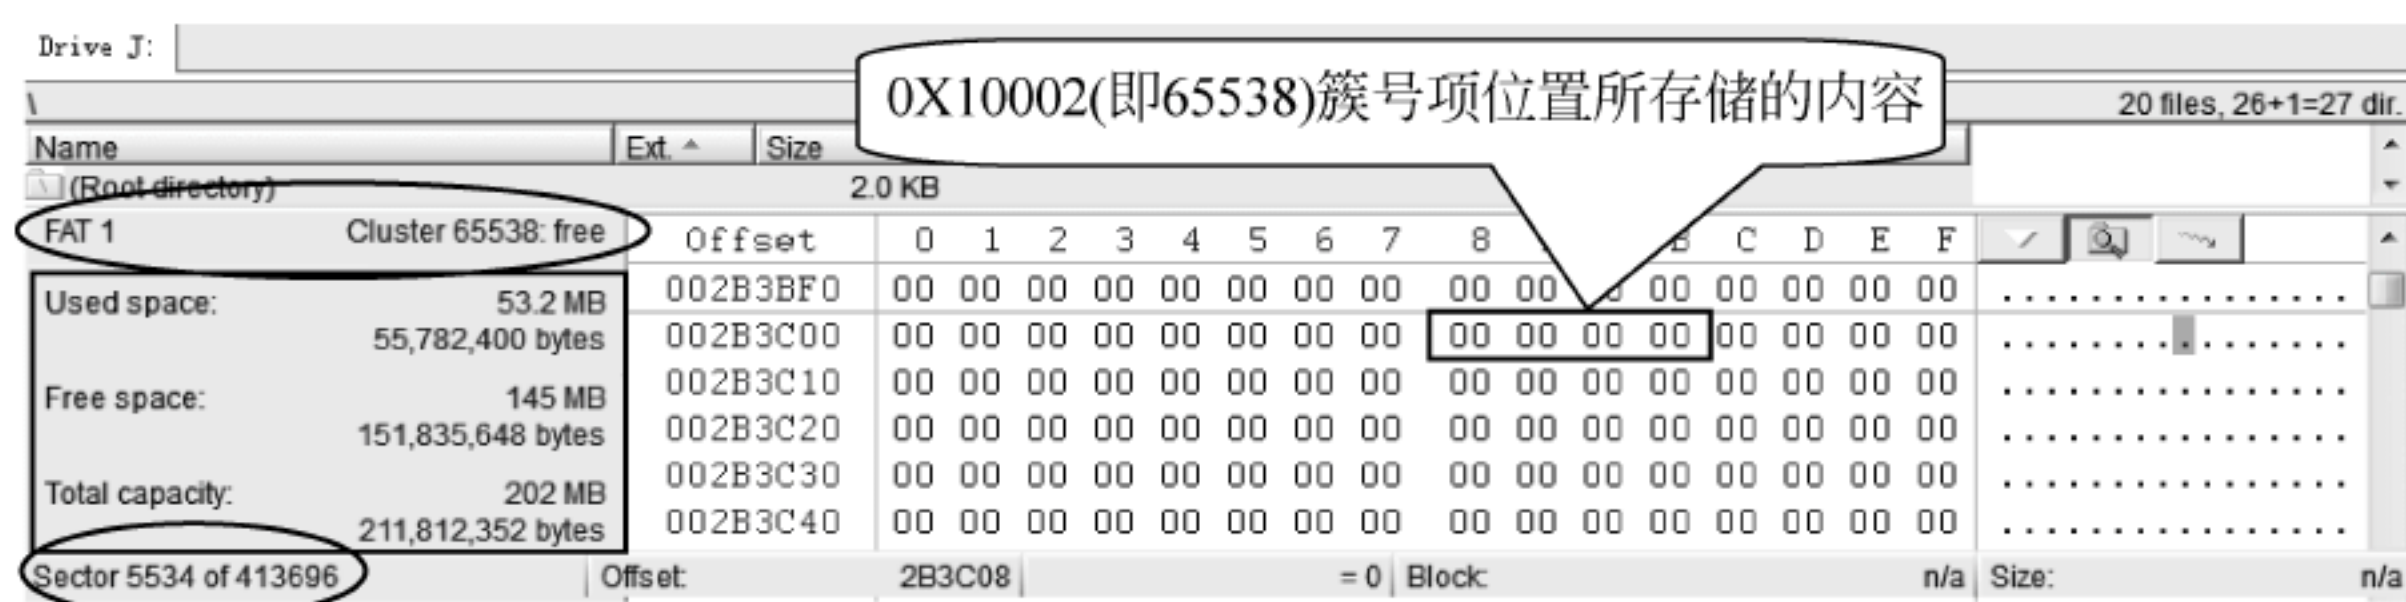 Drive J:
0X10002(即65538)簇号项位置所存储的内容
\
20 files, 26+1=27 dir.
Name Ext. Size
(Root directory) 2.0 KB
FAT 1 Cluster 65538: free
Used space: 53.2 MB
55,782,400 bytes
Free space: 145 MB
151,835,648 bytes
Total capacity: 202 MB
211,812,352 bytes
Offset 0 1 2 3 4 5 6 7 8 B C D E F
002B3BF0 00 00 00 00 00 00 00 00 00 00 00 00 00 00 00 ................
002B3C00 00 00 00 00 00 00 00 00 00 00 00 00 00 00 00 00 ................
002B3C10 00 00 00 00 00 00 00 00 00 00 00 00 00 00 00 00 ................
002B3C20 00 00 00 00 00 00 00 00 00 00 00 00 00 00 00 00 ................
002B3C30 00 00 00 00 00 00 00 00 00 00 00 00 00 00 00 00 ................
002B3C40 00 00 00 00 00 00 00 00 00 00 00 00 00 00 00 00 ................
Sector 5534 of 413696 Offset: 2B3C08 = 0 Block: n/a Size: n/a